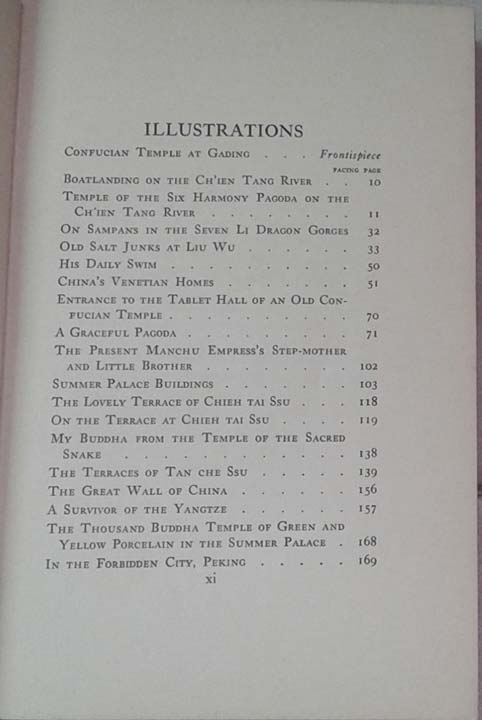 ILLUSTRATIONS
CONFUCIAN TEMPLE AT GADING . . . Frontispiece
FACING PAGE
BOATLANDING ON THE CH'IEN TANG RIVER . . 10
TEMPLE OF THE SIX HARMONY PAGODA ON THE
CH'IEN TANG RIVER . . . . . . . . 11
ON SAMPANS IN THE SEVEN LI DRAGON GORGES 32
OLD SALT JUNKS AT LIU WU . . . . . . 33
HIS DAILY SWIM . . . . . . . . . . 50
CHINA'S VENETIAN HOMES . . . . . . . 51
ENTRANCE TO THE TABLET HALL OF AN OLD CON-
FUCIAN TEMPLE . . . . . . . . . . 70
A GRACEFUL PAGODA . . . . . . . . . 71
THE PRESENT MANCHU EMPRESS'S STEP-MOTHER
AND LITTLE BROTHER . . . . . . . . 102
SUMMER PALACE BUILDINGS . . . . . . . 103
THE LOVELY TERRACE OF CHIEH TAI SSU . . . 118
ON THE TERRACE AT CHIEH TAI SSU . . . . 119
MY BUDDHA FROM THE TEMPLE OF THE SACRED
SNAKE . . . . . . . . . . . . 138
THE TERRACES OF TAN CHE SSU . . . . . 139
THE GREAT WALL OF CHINA . . . . . . 156
A SURVIVOR OF THE YANGTZE . . . . . . 157
THE THOUSAND BUDDHA TEMPLE OF GREEN AND
YELLOW PORCELAIN IN THE SUMMER PALACE . 168
IN THE FORBIDDEN CITY, PEKING . . . . . 169
xi